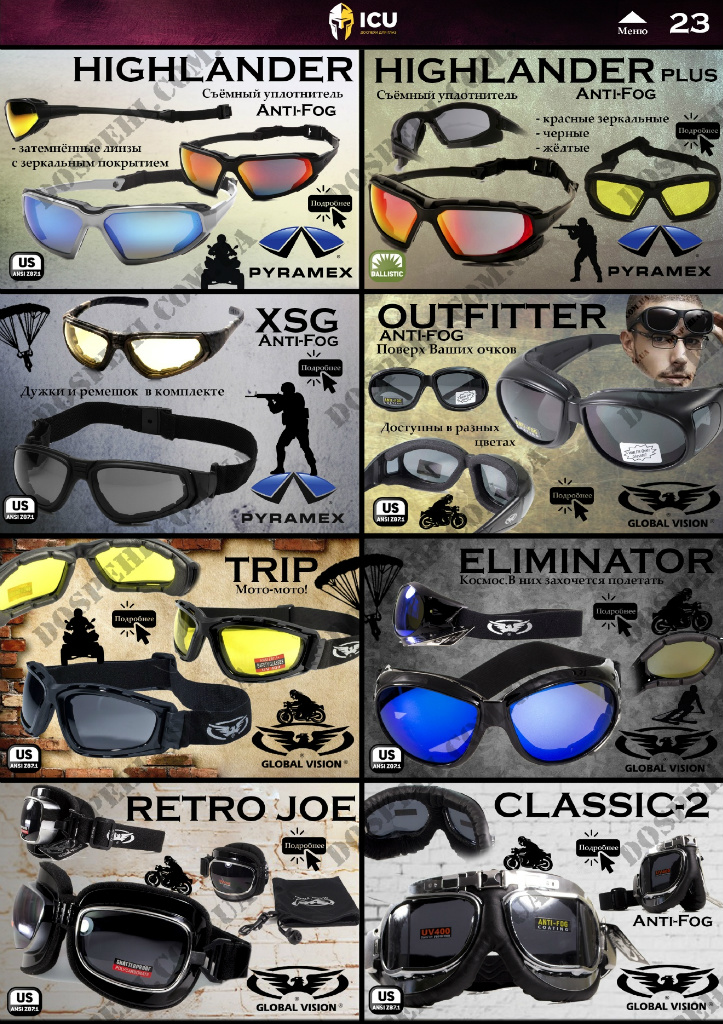 ICU
ДОСПЕХИ ДЛЯ ГЛАЗ
Меню
23
HIGHLANDER
Съёмный уплотнитель
ANTI-FOG
- затемнённые линзы
с зеркальным покрытием
Подробнее
US
ANSI Z87.1
PYRAMEX
HIGHLANDER PLUS
Съёмный уплотнитель
ANTI-FOG
- красные зеркальные
- черные
- жёлтые
Подробнее
BALLISTIC
PYRAMEX
XSG
ANTI-FOG
Подробнее
Дужки и ремешок в комплекте
US
ANSI Z87.1
PYRAMEX
OUTFITTER
ANTI-FOG
Поверх Ваших очков
Доступны в разных
цветах
Подробнее
US
ANSI Z87.1
GLOBAL VISION
TRIP
Мото-мото!
Подробнее
US
ANSI Z87.1
GLOBAL VISION
ELIMINATOR
Космос.В них захочется полетать
Подробнее
US
ANSI Z87.1
GLOBAL VISION
RETRO JOE
Подробнее
SHATTERPROOF
POLYCARBONATE
US
ANSI Z87.1
GLOBAL VISION
CLASSIC-2
Подробнее
ANTI-FOG
UV400
ANTI-FOG
COATING
US
ANSI Z87.1
GLOBAL VISION
DOSPEHI.COM.UA